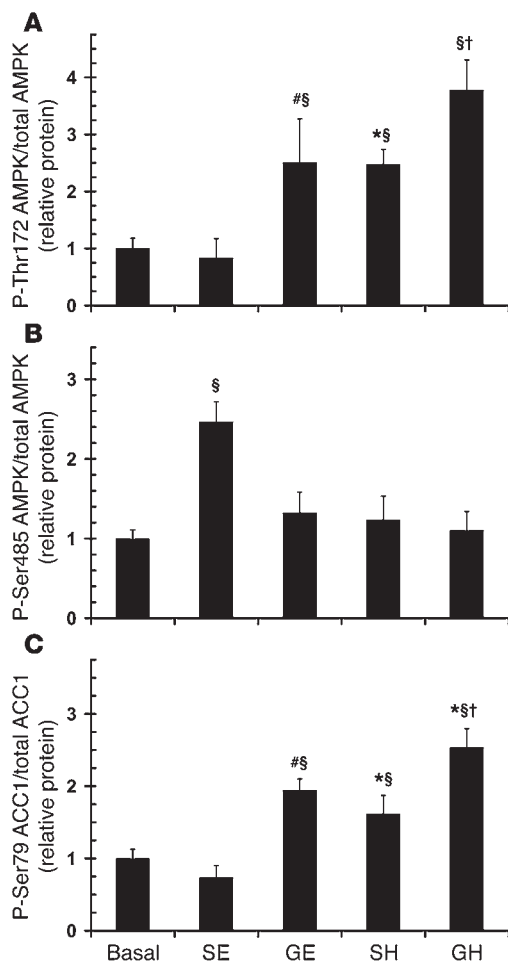 A
P-Thr172 AMPK/total AMPK
(relative protein)
4
3
2
1
0
#§
*§
§†
B
P-Ser485 AMPK/total AMPK
(relative protein)
3
2
1
0
§
C
P-Ser79 ACC1/total ACC1
(relative protein)
3
2
1
0
#§
*§
*§†
Basal SE GE SH GH